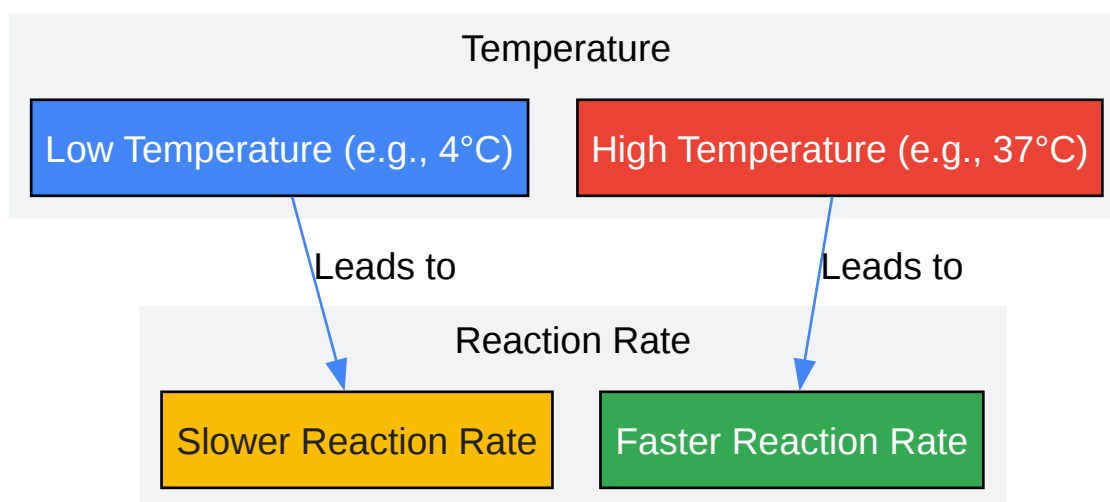 Temperature
Low Temperature (e.g., 4°C)
High Temperature (e.g., 37°C)
Leads to
Leads to
Reaction Rate
Slower Reaction Rate
Faster Reaction Rate